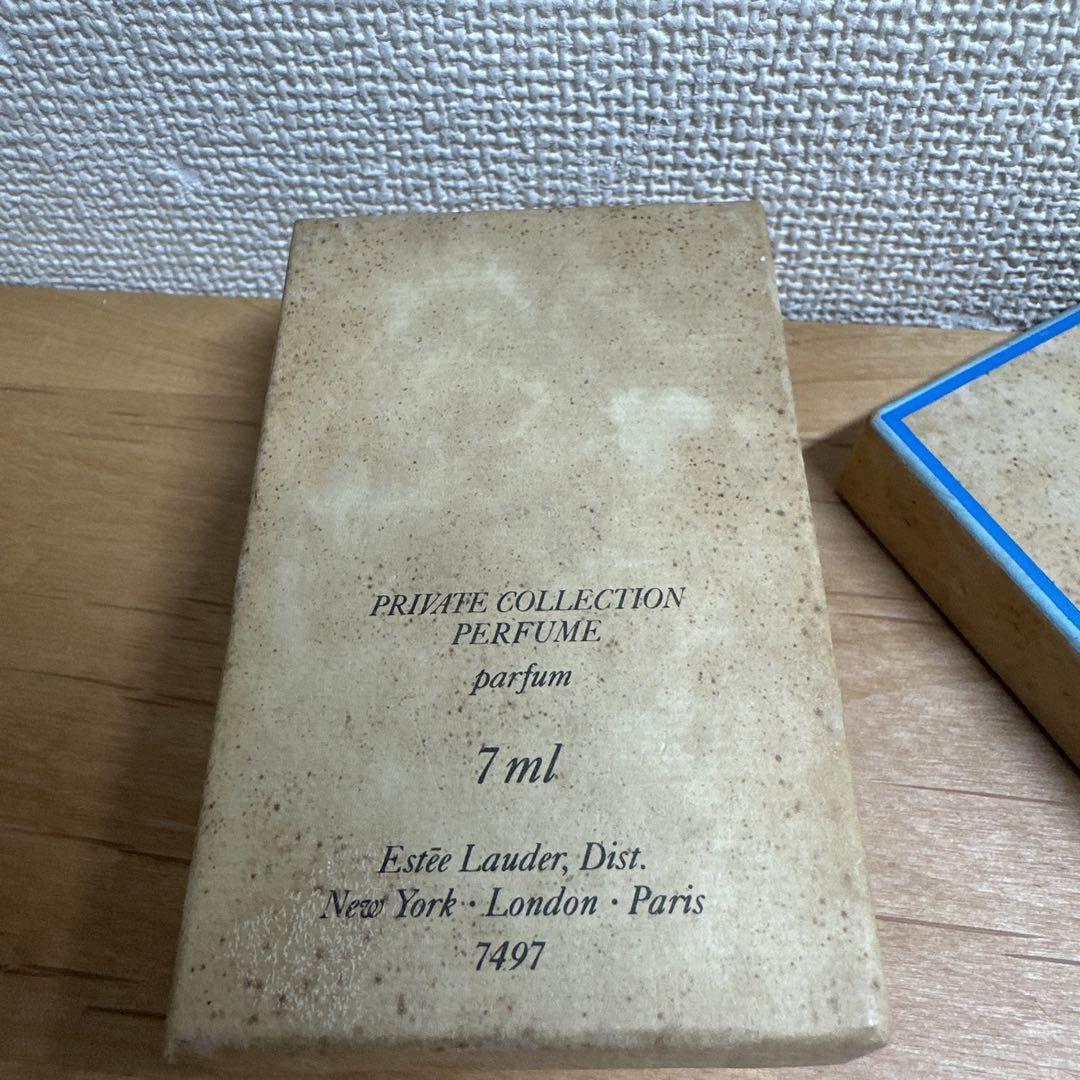 PRIVATE COLLECTION
PERFUME
parfum
7 ml
Estēe Lauder, Dist.
New York · London · Paris
7497